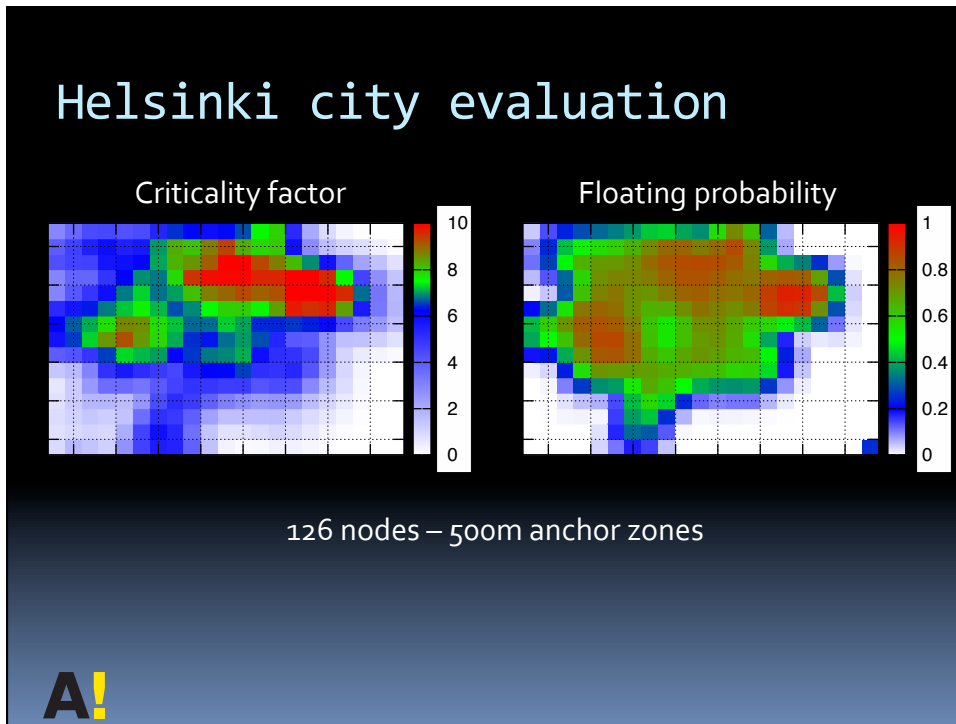 Helsinki city evaluation
Criticality factor
Floating probability
10
8
6
4
2
0
1
0.8
0.6
0.4
0.2
0
126 nodes – 500m anchor zones
A!